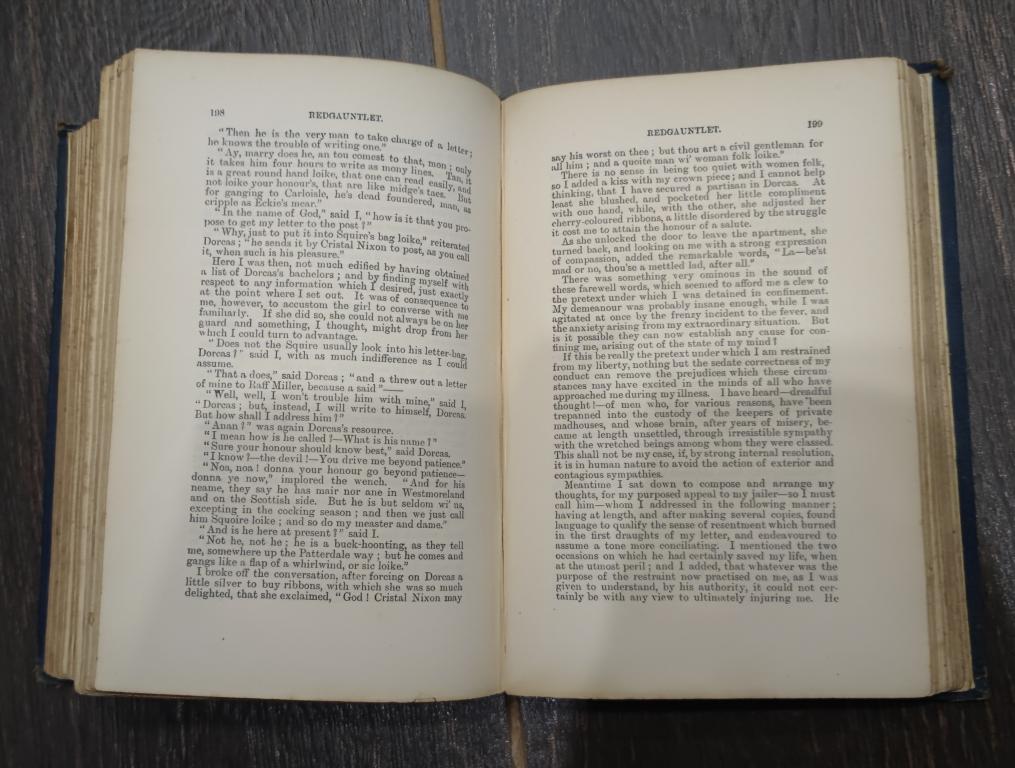 198
REDGAUNTLET.
"Then he is the very man to take charge of a letter;
he knows the trouble of writing one."
"Ay, marry does he, an tou comest to that, mon; only
it takes him four hours to write as mony lines. Tan, it
is a great round hand loike, that one can read easily, and
not loike your honour's, that are like midge's taes. But
for ganging to Carloisle, he's dead foundered, man, as
cripple as Eckie's mear."
"In the name of God," said I, "how is it that you pro-
pose to get my letter to the post?"
"Why, just to put it into Squire's bag loike," reiterated
Dorcas; "he sends it by Cristal Nixon to post, as you call
it, when such is his pleasure."
Here I was then, not much edified by having obtained
a list of Dorcas's bachelors; and by finding myself with
respect to any information which I desired, just exactly
at the point where I set out. It was of consequence to
me, however, to accustom the girl to converse with me
familiarly. If she did so, she could not always be on her
guard and something, I thought, might drop from her
which I could turn to advantage.
"Does not the Squire usually look into his letter-bag,
Dorcas?" said I, with as much indifference as I could
assume.
"That a does," said Dorcas; "and a threw out a letter
of mine to Raff Miller, because a said"——
"Well, well, I won't trouble him with mine," said I,
"Dorcas; but, instead, I will write to himself, Dorcas.
But how shall I address him?"
"Anan?" was again Dorcas's resource.
"I mean how is he called?—What is his name?"
"Sure your honour should know best," said Dorcas.
"I know?—the devil!—You drive me beyond patience."
"Noa, noa! donna your honour go beyond patience—
donna ye now," implored the wench. "And for his
neame, they say he has mair nor ane in Westmoreland
and on the Scottish side. But he is but seldom wi' us,
excepting in the cocking season; and then we just call
him Squoire loike; and so do my measter and dame."
"And is he here at present?" said I.
"Not he, not he; he is a buck-hoonting, as they tell
me, somewhere up the Patterdale way; but he comes and
gangs like a flap of a whirlwind, or sic loike."
I broke off the conversation, after forcing on Dorcas a
little silver to buy ribbons, with which she was so much
delighted, that she exclaimed, "God! Cristal Nixon may
REDGAUNTLET.
199
say his worst on thee; but thou art a civil gentleman for
all him; and a quoite man wi' woman folk loike."
There is no sense in being too quiet with women folk,
so I added a kiss with my crown piece; and I cannot help
thinking, that I have secured a partisan in Dorcas. At
least she blushed, and pocketed her little compliment
with one hand, while, with the other, she adjusted her
cherry-coloured ribbons, a little disordered by the struggle
it cost me to attain the honour of a salute.
As she unlocked the door to leave the apartment, she
turned back, and looking on me with a strong expression
of compassion, added the remarkable words, "La—be'st
mad or no, thou'se a mettled lad, after all."
There was something very ominous in the sound of
these farewell words, which seemed to afford me a clew to
the pretext under which I was detained in confinement.
My demeanour was probably insane enough, while I was
agitated at once by the frenzy incident to the fever, and
the anxiety arising from my extraordinary situation. But
is it possible they can now establish any cause for con-
fining me, arising out of the state of my mind?
If this be really the pretext under which I am restrained
from my liberty, nothing but the sedate correctness of my
conduct can remove the prejudices which these circum-
stances may have excited in the minds of all who have
approached me during my illness. I have heard—dreadful
thought!—of men who, for various reasons, have been
trepanned into the custody of the keepers of private
madhouses, and whose brain, after years of misery, be-
came at length unsettled, through irresistible sympathy
with the wretched beings among whom they were classed.
This shall not be my case, if, by strong internal resolution,
it is in human nature to avoid the action of exterior and
contagious sympathies.
Meantime I sat down to compose and arrange my
thoughts, for my purposed appeal to my jailer—so I must
call him—whom I addressed in the following manner;
having at length, and after making several copies, found
language to qualify the sense of resentment which burned
in the first draughts of my letter, and endeavoured to
assume a tone more conciliating. I mentioned the two
occasions on which he had certainly saved my life, when
at the utmost peril; and I added, that whatever was the
purpose of the restraint now practised on me, as I was
given to understand, by his authority, it could not cer-
tainly be with any view to ultimately injuring me. He